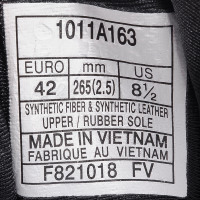 1011A163
EURO mm US
42 265(2.5) 8½
SYNTHETIC FIBER & SYNTHETIC LEATHER
UPPER / RUBBER SOLE
MADE IN VIETNAM
FABRIQUE AU VIETNAM
F821018 FV